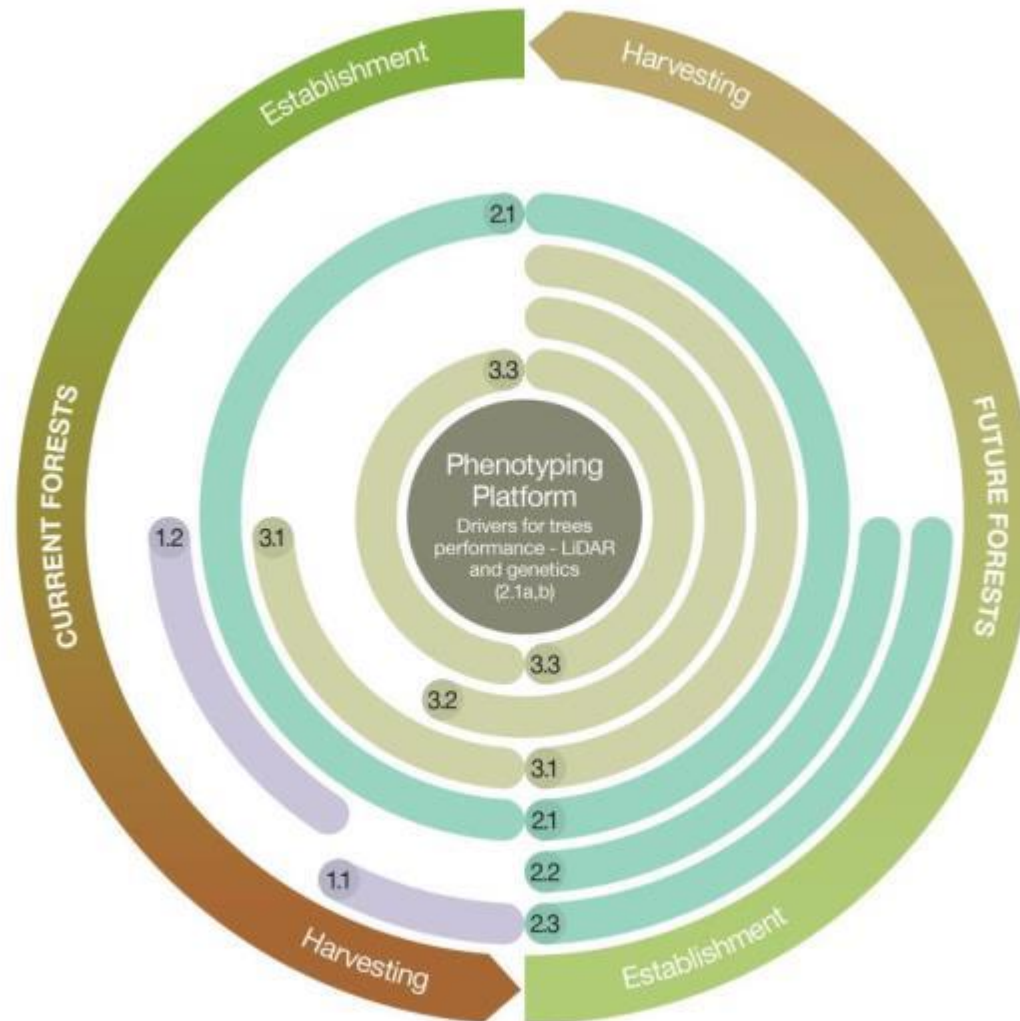 Establishment
Harvesting
2.1
3.3
Phenotyping
Platform
Drivers for trees
performance - LiDAR
and genetics
(2.1a,b)
CURRENT FORESTS
FUTURE FORESTS
1.2
3.1
3.3
3.2
3.1
2.1
2.2
1.1
2.3
Harvesting
Establishment